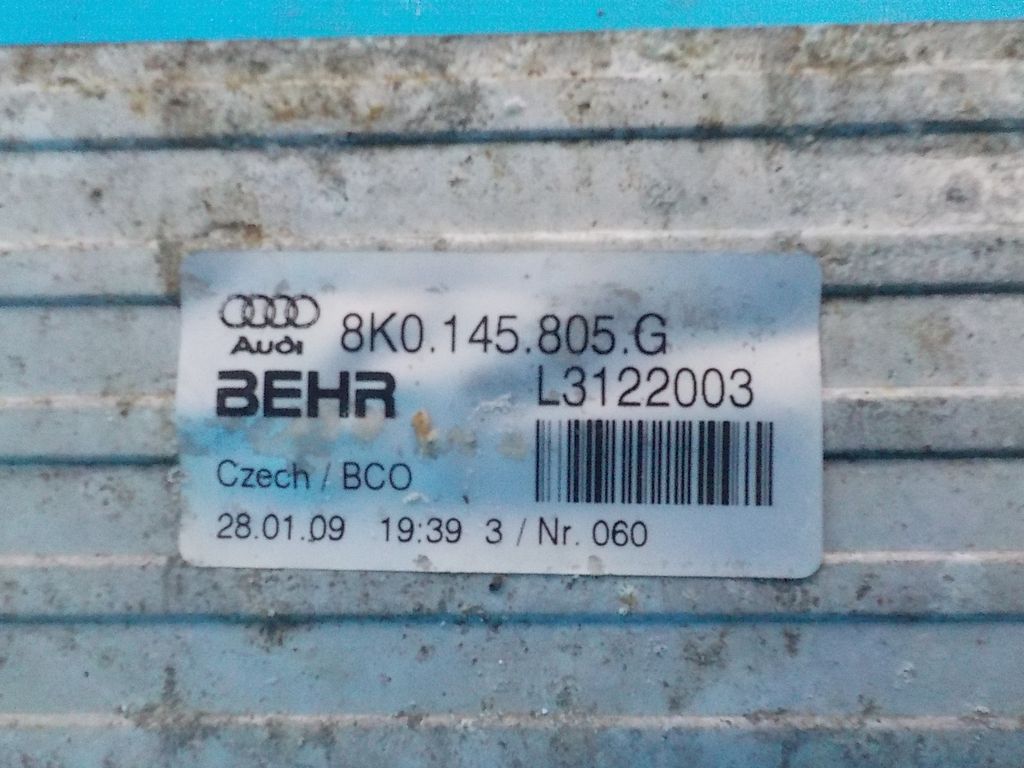 8K0.145.805.G
Audi
BEHR
L3122003
Czech / BCO
28.01.09 19:39 3 / Nr. 060